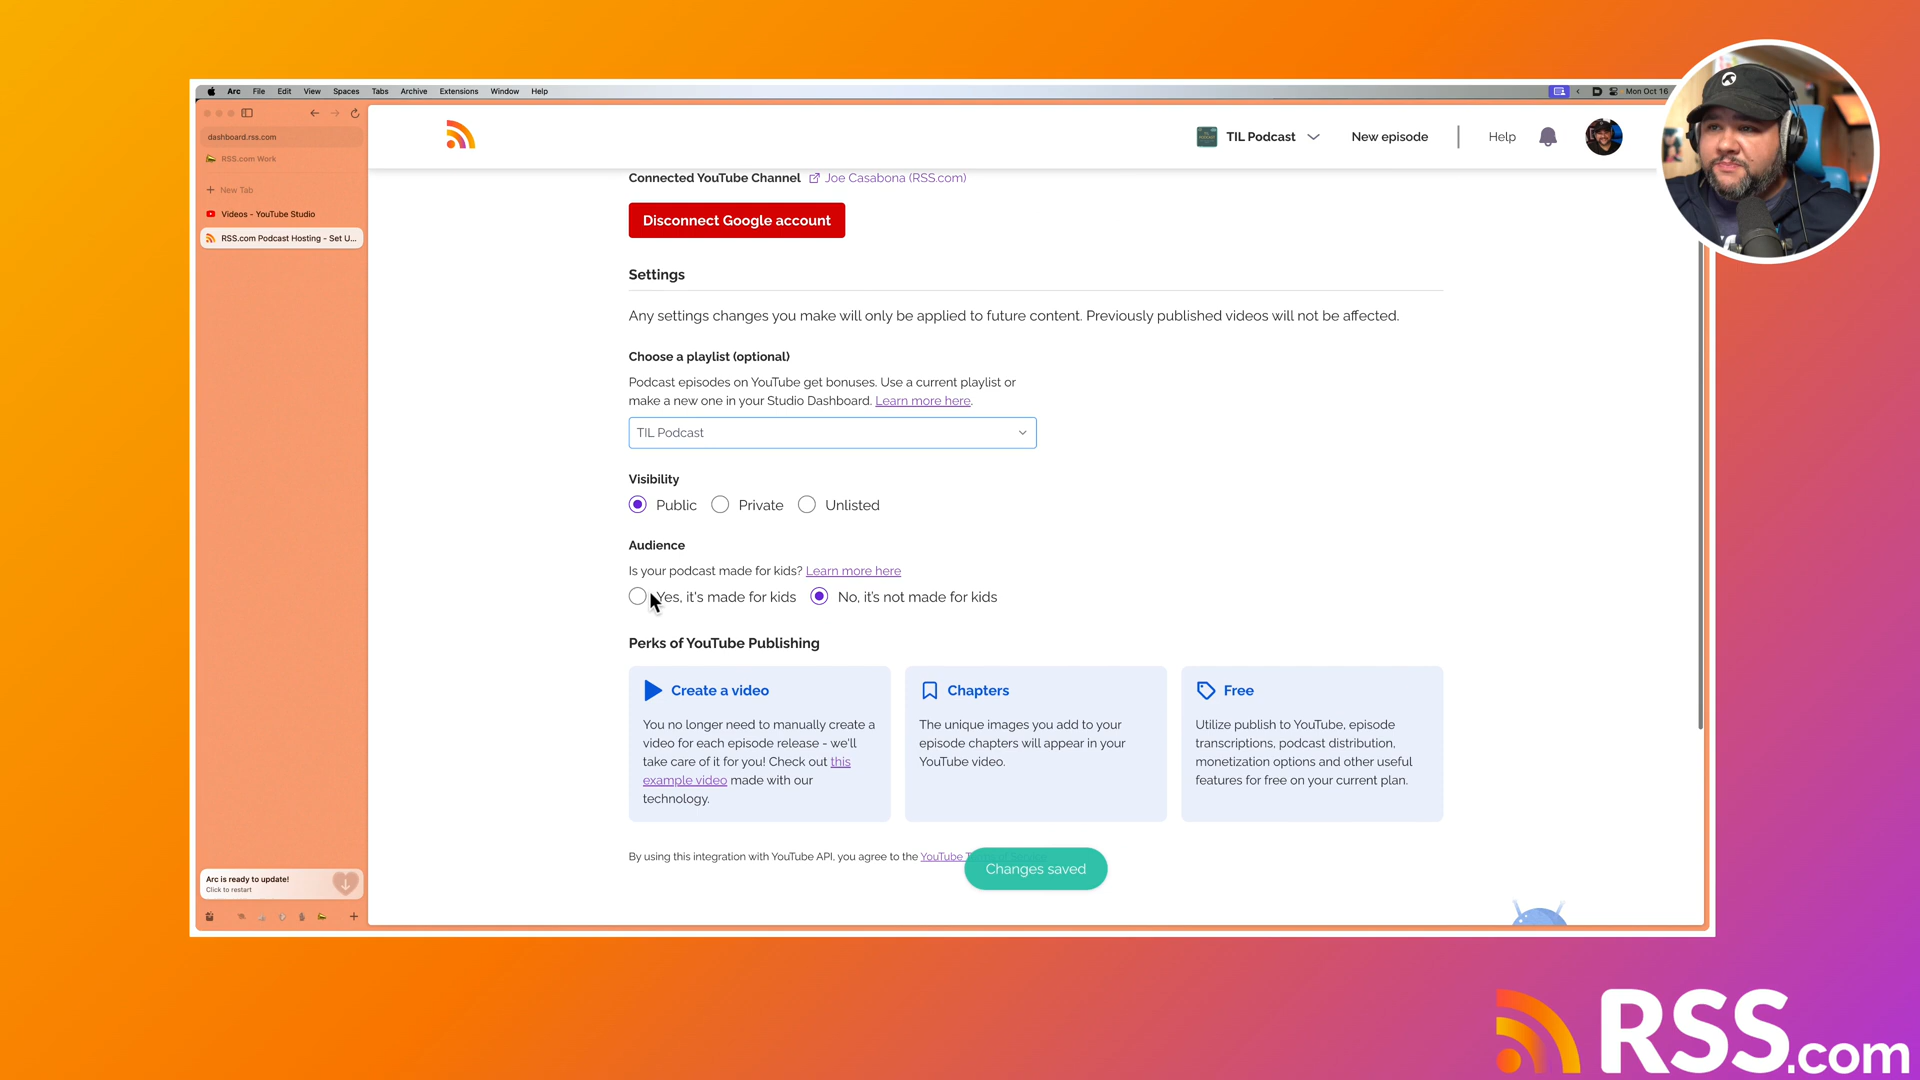 Arc File Edit View Spaces Tabs Archive Extensions Window Help
Mon Oct 16
dashboard.rss.com
RSS.com Work
New Tab
Videos - YouTube Studio
RSS.com Podcast Hosting - Set U...
TIL Podcast
New episode
Help
Connected YouTube Channel Joe Casabona (RSS.com)
Disconnect Google account
Settings
Any settings changes you make will only be applied to future content. Previously published videos will not be affected.
Choose a playlist (optional)
Podcast episodes on YouTube get bonuses. Use a current playlist or
make a new one in your Studio Dashboard. Learn more here.
TIL Podcast
Visibility
Public Private Unlisted
Audience
Is your podcast made for kids? Learn more here
Yes, it's made for kids No, it's not made for kids
Perks of YouTube Publishing
Create a video
You no longer need to manually create a
video for each episode release - we'll
take care of it for you! Check out this
example video made with our
technology.
Chapters
The unique images you add to your
episode chapters will appear in your
YouTube video.
Free
Utilize publish to YouTube, episode
transcriptions, podcast distribution,
monetization options and other useful
features for free on your current plan.
By using this integration with YouTube API, you agree to the YouTube
Changes saved
Arc is ready to update!
Click to restart
RSS.com